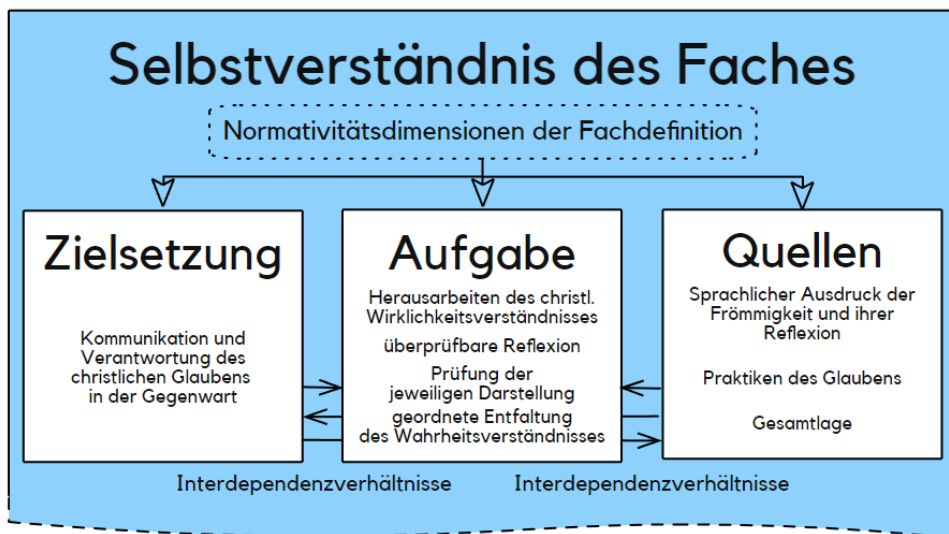 Selbstverständnis des Faches
Normativitätsdimensionen der Fachdefinition
Zielsetzung
Kommunikation und
Verantwortung des
christlichen Glaubens
in der Gegenwart
Aufgabe
Herausarbeiten des christl.
Wirklichkeitsverständnisses
überprüfbare Reflexion
Prüfung der
jeweiligen Darstellung
geordnete Entfaltung
des Wahrheitsverständnisses
Quellen
Sprachlicher Ausdruck der
Frömmigkeit und ihrer
Reflexion
Praktiken des Glaubens
Gesamtlage
Interdependenzverhältnisse
Interdependenzverhältnisse